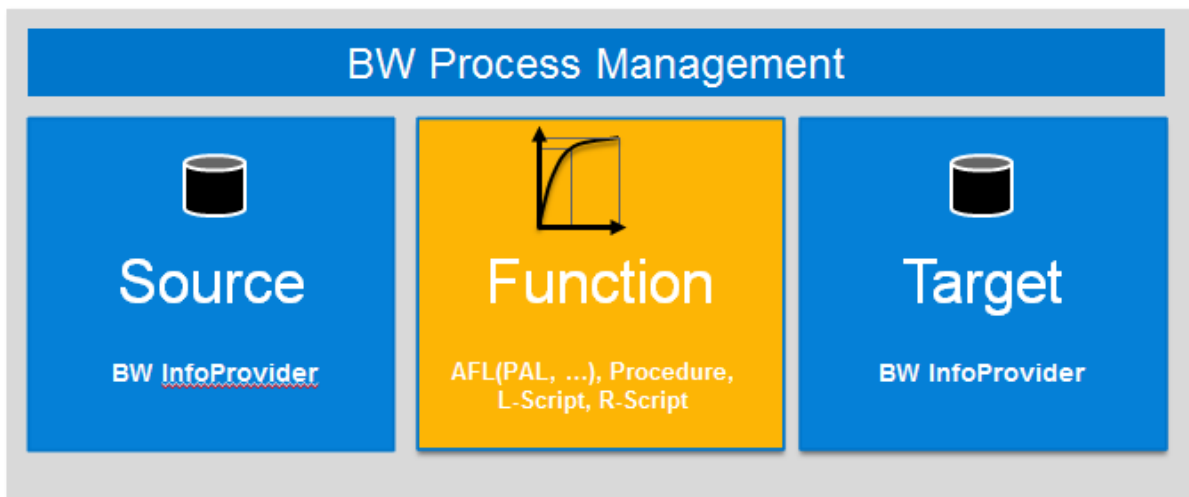 BW Process Management
Source
BW InfoProvider
Function
AFL(PAL, ...), Procedure,
L-Script, R-Script
Target
BW InfoProvider